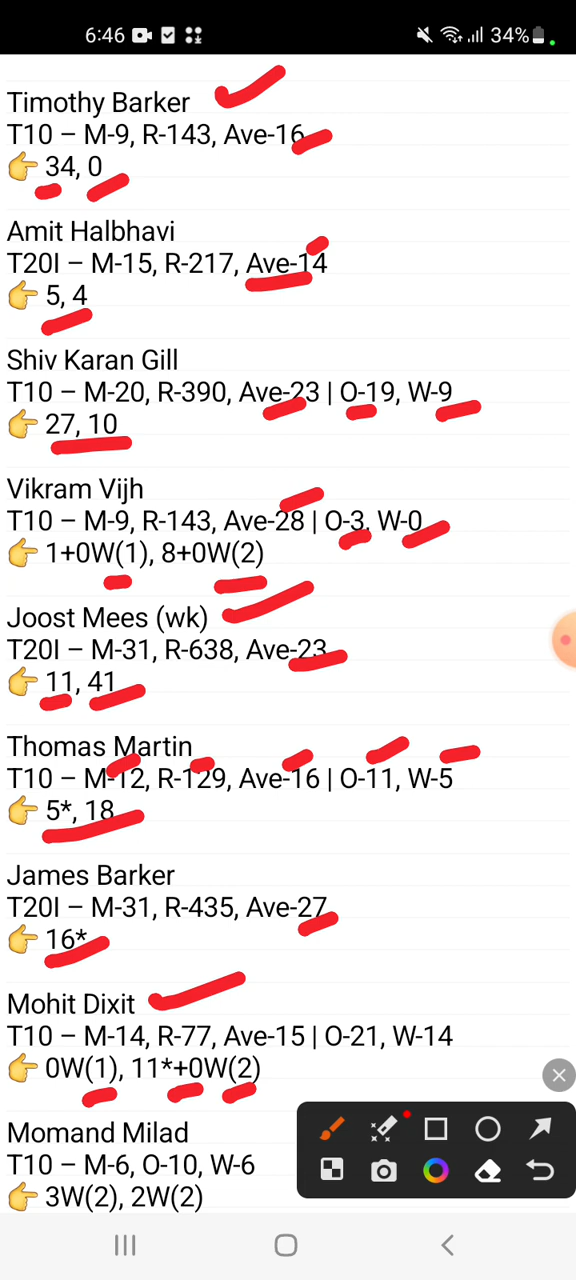 6:46
34%
Timothy Barker
T10 – M-9, R-143, Ave-16
👉 34, 0
Amit Halbhavi
T20I – M-15, R-217, Ave-14
👉 5, 4
Shiv Karan Gill
T10 – M-20, R-390, Ave-23 | O-19, W-9
👉 27, 10
Vikram Vijh
T10 – M-9, R-143, Ave-28 | O-3, W-0
👉 1+0W(1), 8+0W(2)
Joost Mees (wk)
T20I – M-31, R-638, Ave-23
👉 11, 41
Thomas Martin
T10 – M-12, R-129, Ave-16 | O-11, W-5
👉 5*, 18
James Barker
T20I – M-31, R-435, Ave-27
👉 16*
Mohit Dixit
T10 – M-14, R-77, Ave-15 | O-21, W-14
👉 0W(1), 11*+0W(2)
Momand Milad
T10 – M-6, O-10, W-6
👉 3W(2), 2W(2)